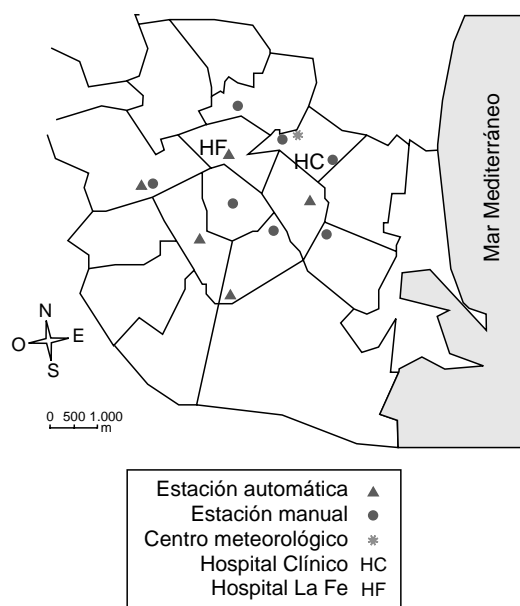 HF
HC
Mar Mediterráneo
N
O
E
S
0 500 1.000
m
Estación automática
Estación manual
Centro meteorológico
Hospital Clínico HC
Hospital La Fe HF